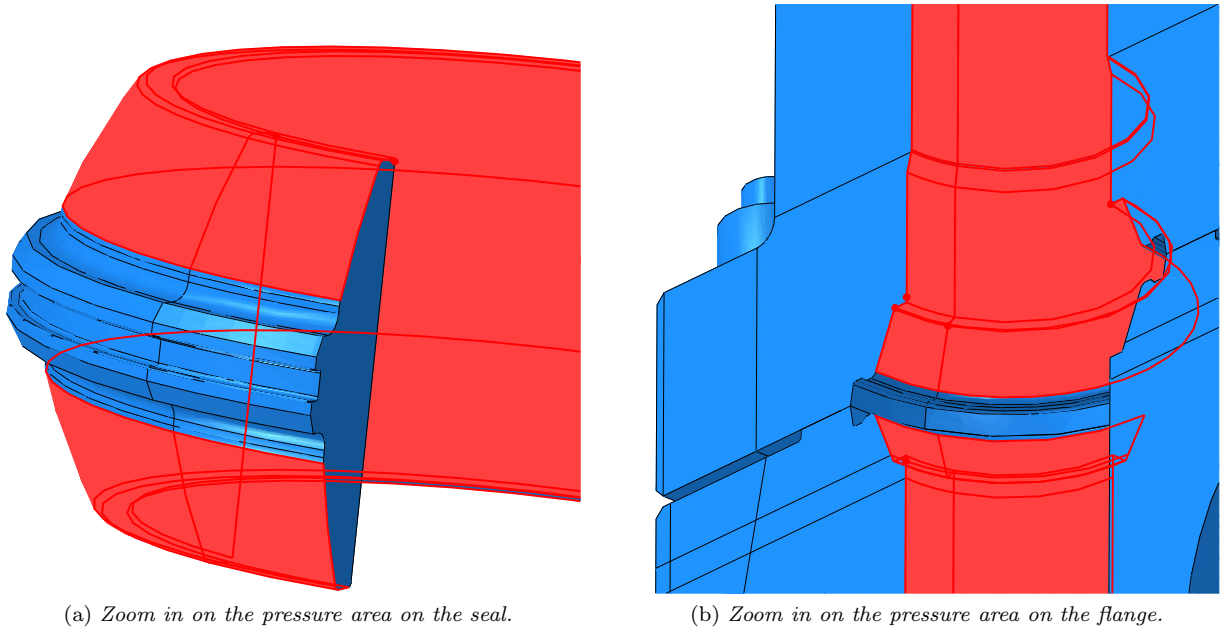 (a) Zoom in on the pressure area on the seal.
(b) Zoom in on the pressure area on the flange.